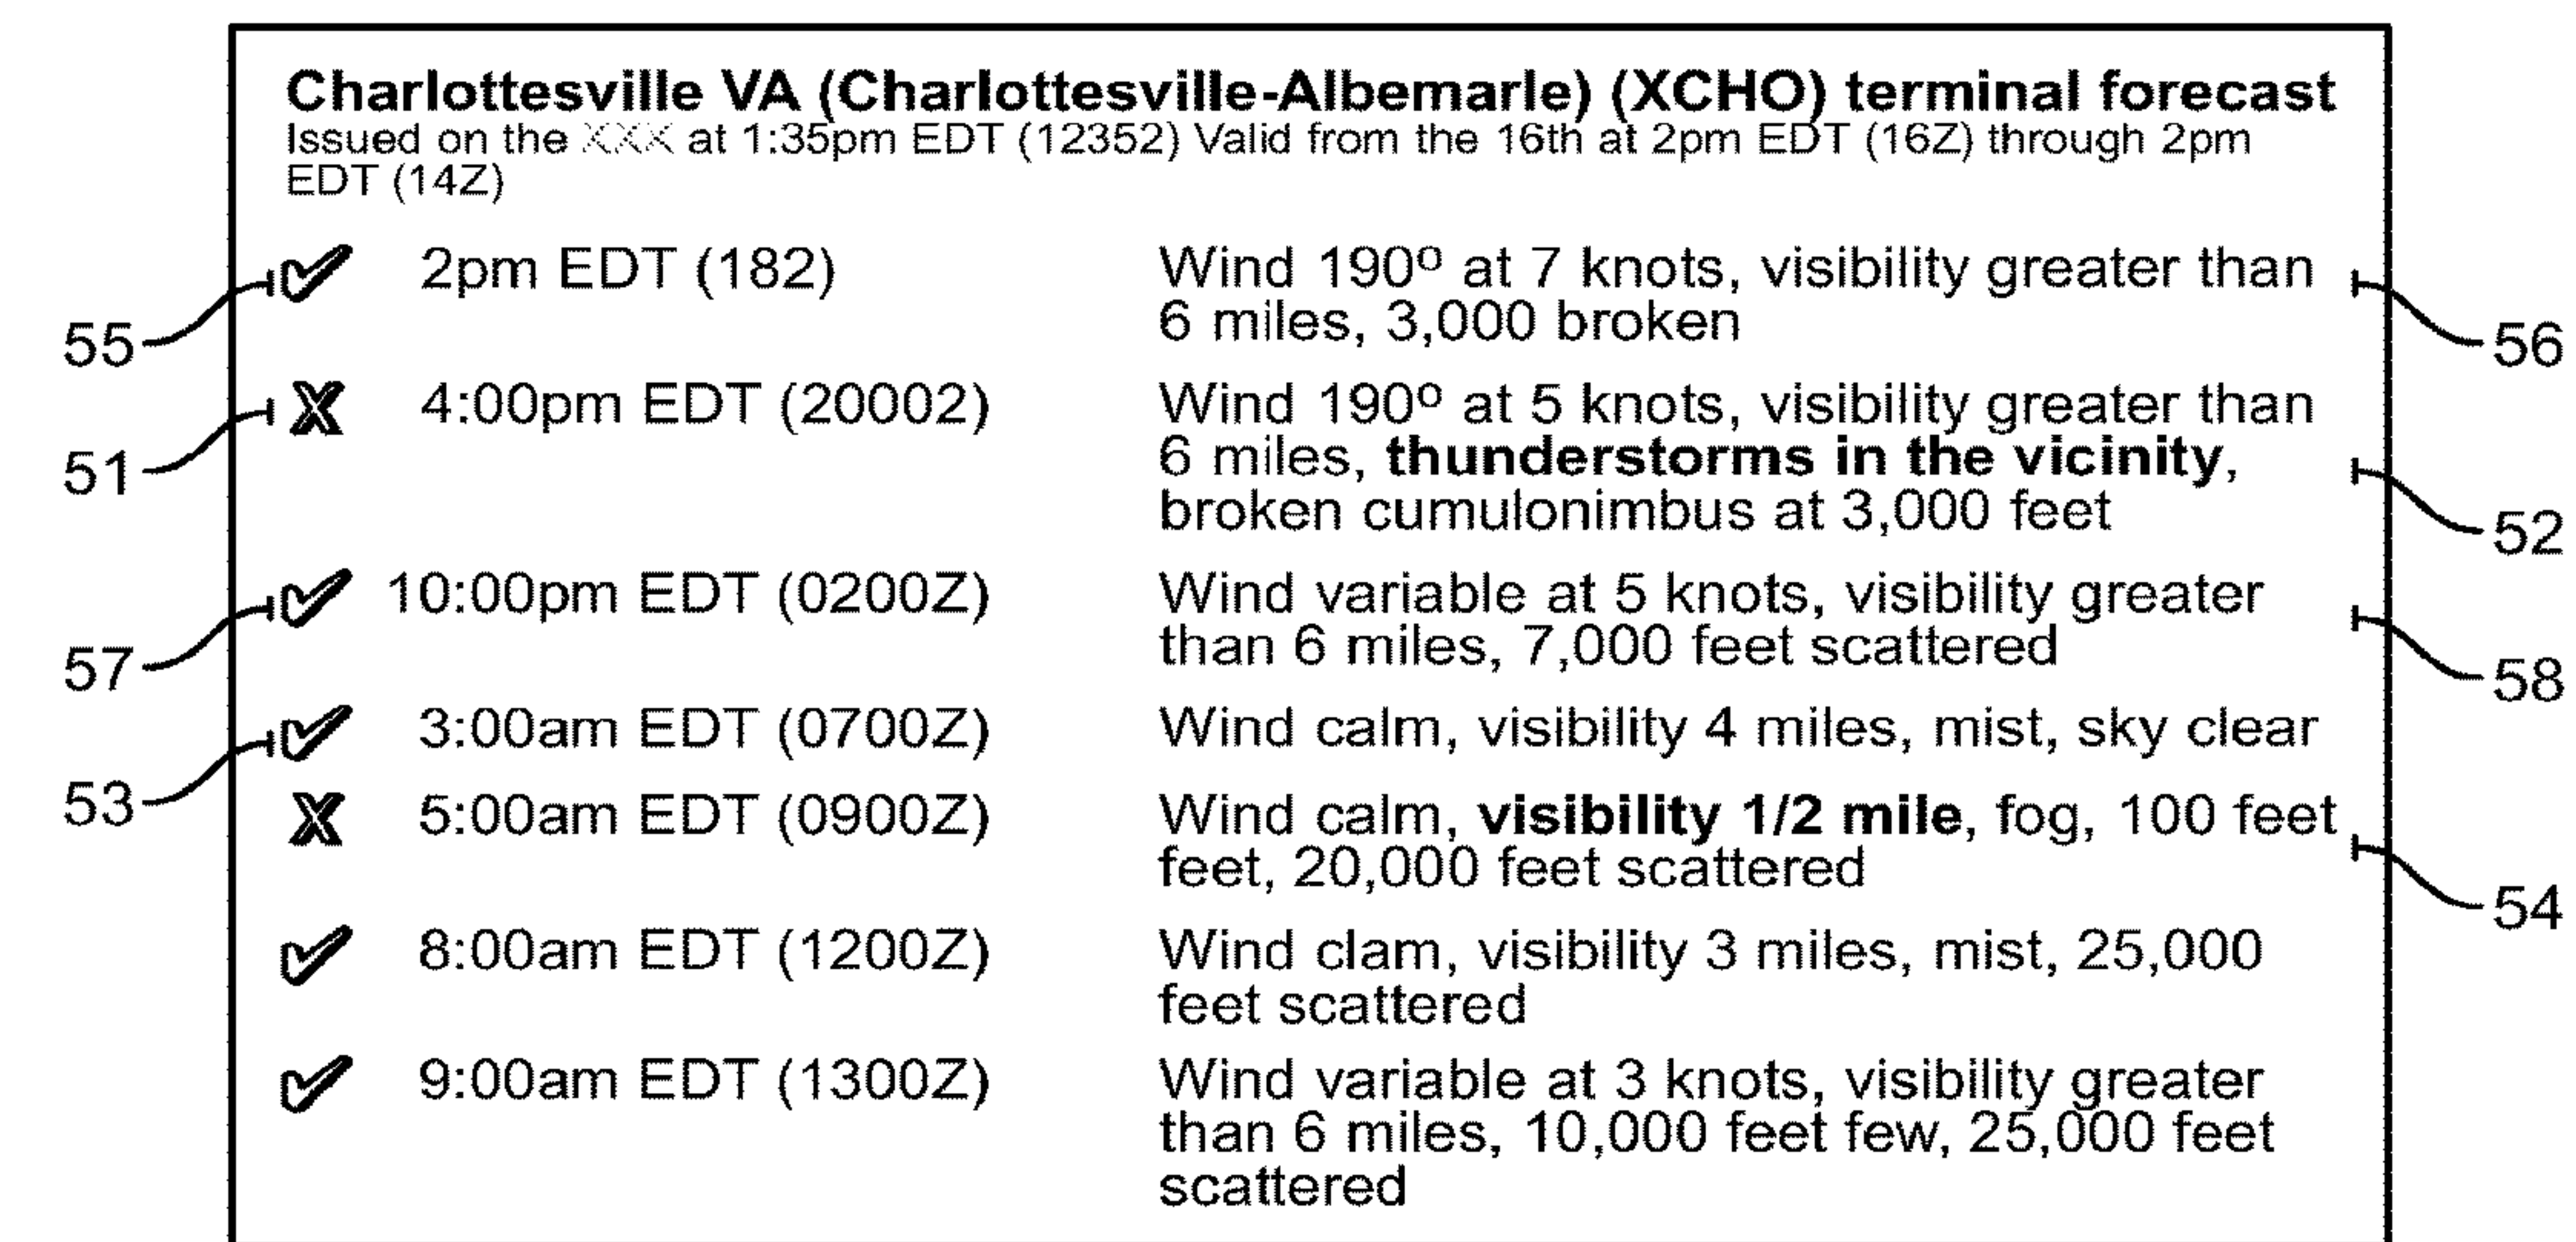 Charlottesville VA (Charlottesville-Albemarle) (XCHO) terminal forecast
Issued on the XXX at 1:35pm EDT (12352) Valid from the 16th at 2pm EDT (16Z) through 2pm
EDT (14Z)
55
2pm EDT (182)
Wind 190º at 7 knots, visibility greater than
6 miles, 3,000 broken
56
51
X 4:00pm EDT (20002)
Wind 190º at 5 knots, visibility greater than
6 miles, thunderstorms in the vicinity,
broken cumulonimbus at 3,000 feet
52
57
10:00pm EDT (0200Z)
Wind variable at 5 knots, visibility greater
than 6 miles, 7,000 feet scattered
58
53
3:00am EDT (0700Z)
Wind calm, visibility 4 miles, mist, sky clear
X 5:00am EDT (0900Z)
Wind calm, visibility 1/2 mile, fog, 100 feet
feet, 20,000 feet scattered
54
8:00am EDT (1200Z)
Wind clam, visibility 3 miles, mist, 25,000
feet scattered
9:00am EDT (1300Z)
Wind variable at 3 knots, visibility greater
than 6 miles, 10,000 feet few, 25,000 feet
scattered